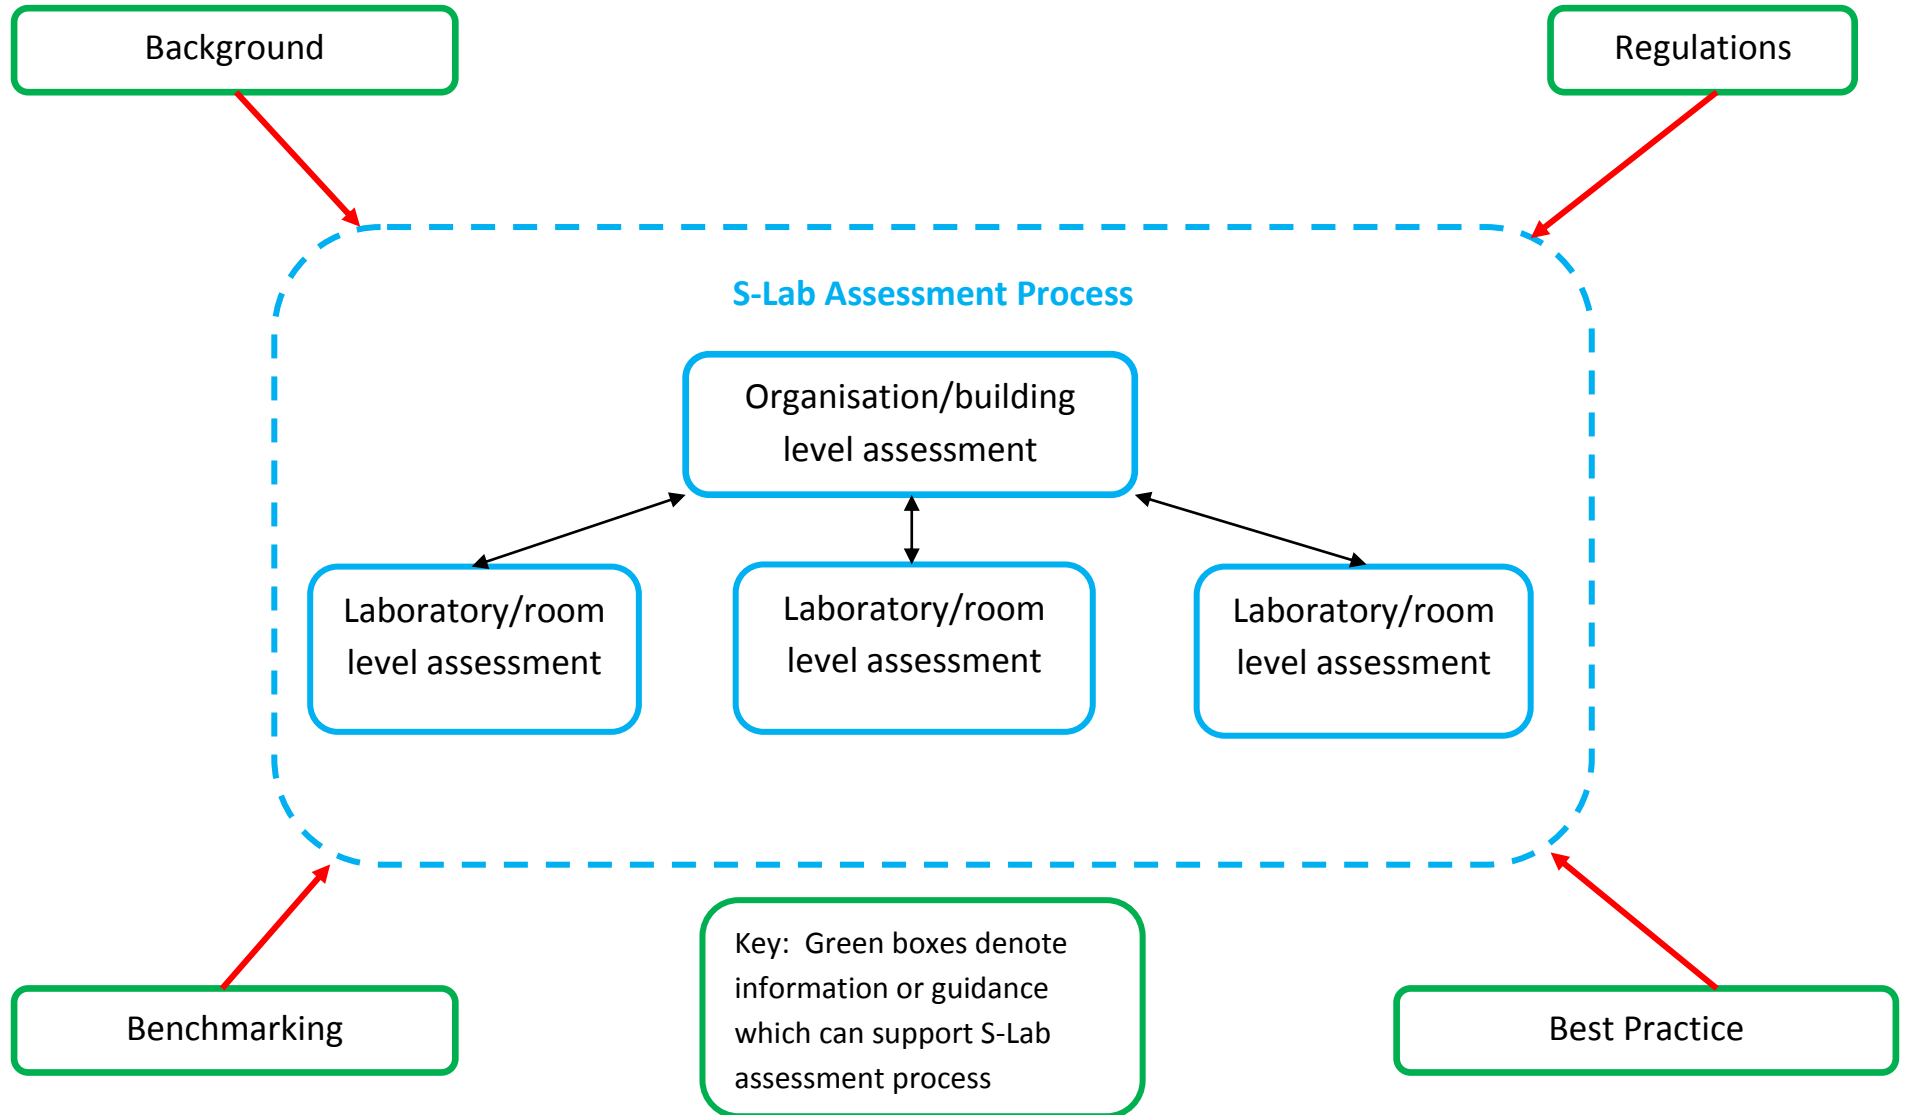 Background
Regulations
S-Lab Assessment Process
Organisation/building
level assessment
Laboratory/room
level assessment
Laboratory/room
level assessment
Laboratory/room
level assessment
Key:  Green boxes denote
information or guidance
which can support S-Lab
assessment process
Benchmarking
Best Practice